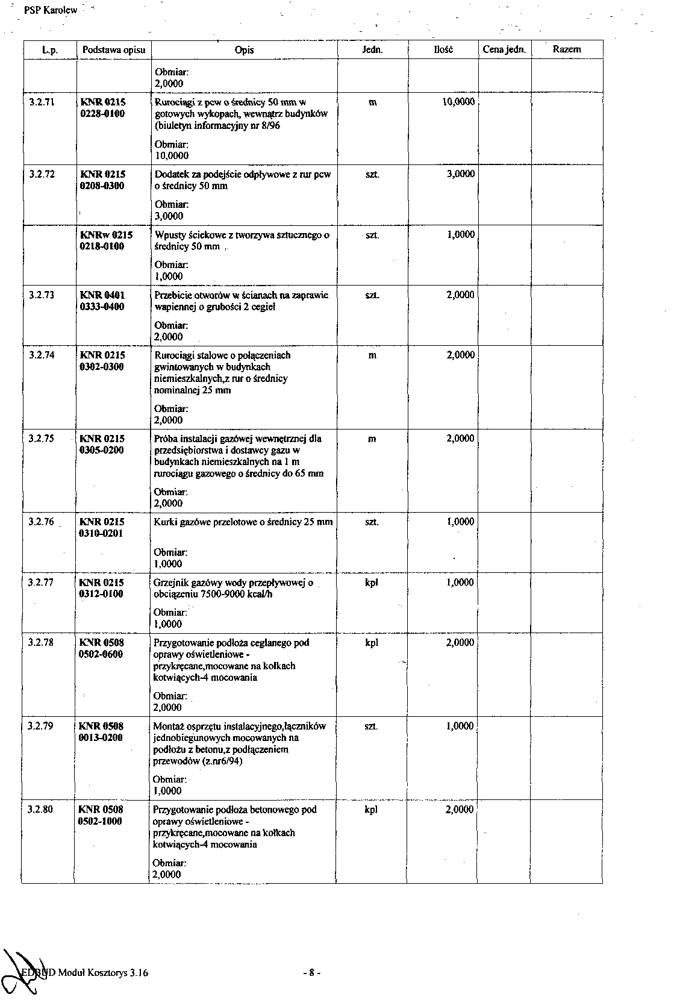 PSP Karolew
L.p. Podstawa opisu Opis Jedn. Ilość Cena jedn. Razem
Obmiar:
2,0000
3.2.71 KNR 0215 Rurociągi z pcw o średnicy 50 mm w m 10,0000
0228-0100 gotowych wykopach, wewnątrz budynków
(biuletyn informacyjny nr 8/96
Obmiar:
10,0000
3.2.72 KNR 0215 Dodatek za podejście odpływowe z rur pcw szt. 3,0000
0208-0300 o średnicy 50 mm
Obmiar:
3,0000
KNRw 0215 Wpusty ściekowe z tworzywa sztucznego o szt. 1,0000
0218-0100 średnicy 50 mm
Obmiar:
1,0000
3.2.73 KNR 0401 Przebicie otworów w ścianach na zaprawie szt. 2,0000
0333-0400 wapiennej o grubości 2 cegieł
Obmiar:
2,0000
3.2.74 KNR 0215 Rurociągi stalowe o połączeniach m 2,0000
0302-0300 gwintowanych w budynkach
niemieszkalnych,z rur o średnicy
nominalnej 25 mm
Obmiar:
2,0000
3.2.75 KNR 0215 Próba instalacji gazówej wewnętrznej dla m 2,0000
0305-0200 przedsiębiorstwa i dostawcy gazu w
budynkach niemieszkalnych na 1 m
rurociągu gazowego o średnicy do 65 mm
Obmiar:
2,0000
3.2.76 KNR 0215 Kurki gazówe przelotowe o średnicy 25 mm szt. 1,0000
0310-0201
Obmiar:
1,0000
3.2.77 KNR 0215 Grzejnik gazówy wody przepływowej o kpl 1,0000
0312-0100 obciązeniu 7500-9000 kcal/h
Obmiar:
1,0000
3.2.78 KNR 0508 Przygotowanie podłoża ceglanego pod kpl 2,0000
0502-0600 oprawy oświetleniowe -
przykręcane,mocowane na kołkach
kotwiących-4 mocowania
Obmiar:
2,0000
3.2.79 KNR 0508 Montaż osprzętu instalacyjnego,łączników szt. 1,0000
0013-0200 jednobiegunowych mocowanych na
podłożu z betonu,z podłączeniem
przewodów (z.nr6/94)
Obmiar:
1,0000
3.2.80 KNR 0508 Przygotowanie podłoża betonowego pod kpl 2,0000
0502-1000 oprawy oświetleniowe -
przykręcane,mocowane na kołkach
kotwiących-4 mocowania
Obmiar:
2,0000
EDBUD Moduł Kosztorys 3.16 - 8 -